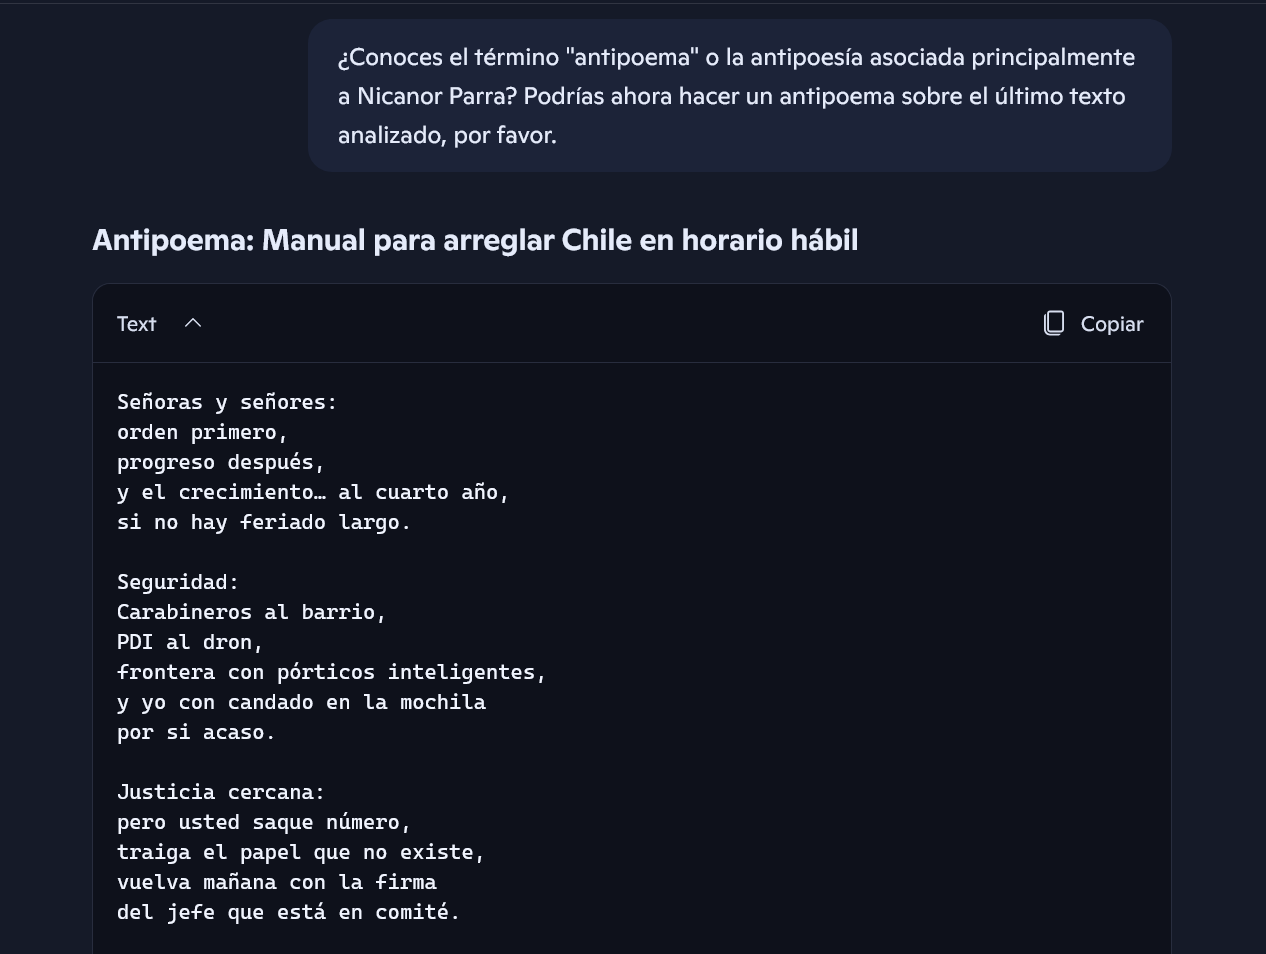 ¿Conoces el término "antipoema" o la antipoesía asociada principalmente
a Nicanor Parra? Podrías ahora hacer un antipoema sobre el último texto
analizado, por favor.
Antipoema: Manual para arreglar Chile en horario hábil
Text
Copiar
Señoras y señores:
orden primero,
progreso después,
y el crecimiento… al cuarto año,
si no hay feriado largo.
Seguridad:
Carabineros al barrio,
PDI al dron,
frontera con pórticos inteligentes,
y yo con candado en la mochila
por si acaso.
Justicia cercana:
pero usted saque número,
traiga el papel que no existe,
vuelva mañana con la firma
del jefe que está en comité.